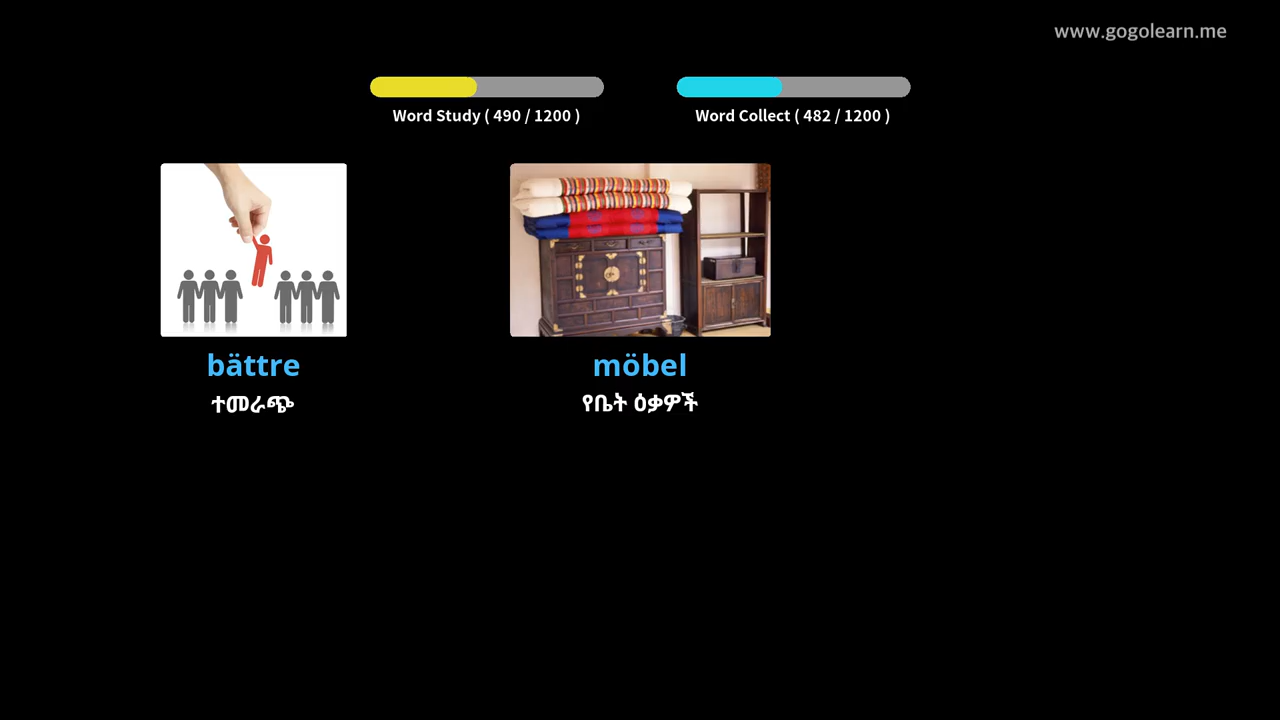 www.gogolearn.me
Word Study ( 490 / 1200 )
Word Collect ( 482 / 1200 )
bättre
ተመራጭ
möbel
የቤት ዕቃዎች